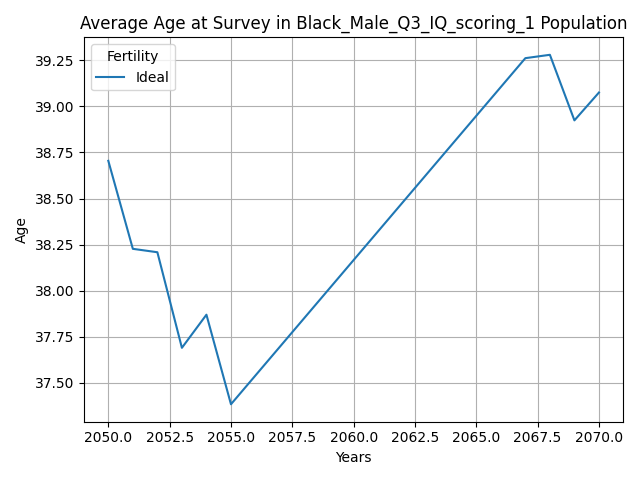 Average Age at Survey in Black_Male_Q3_IQ_scoring_1 Population
Fertility
Ideal
39.25
39.00
38.75
38.50
38.25
38.00
37.75
37.50
Age
2050.0 2052.5 2055.0 2057.5 2060.0 2062.5 2065.0 2067.5 2070.0
Years